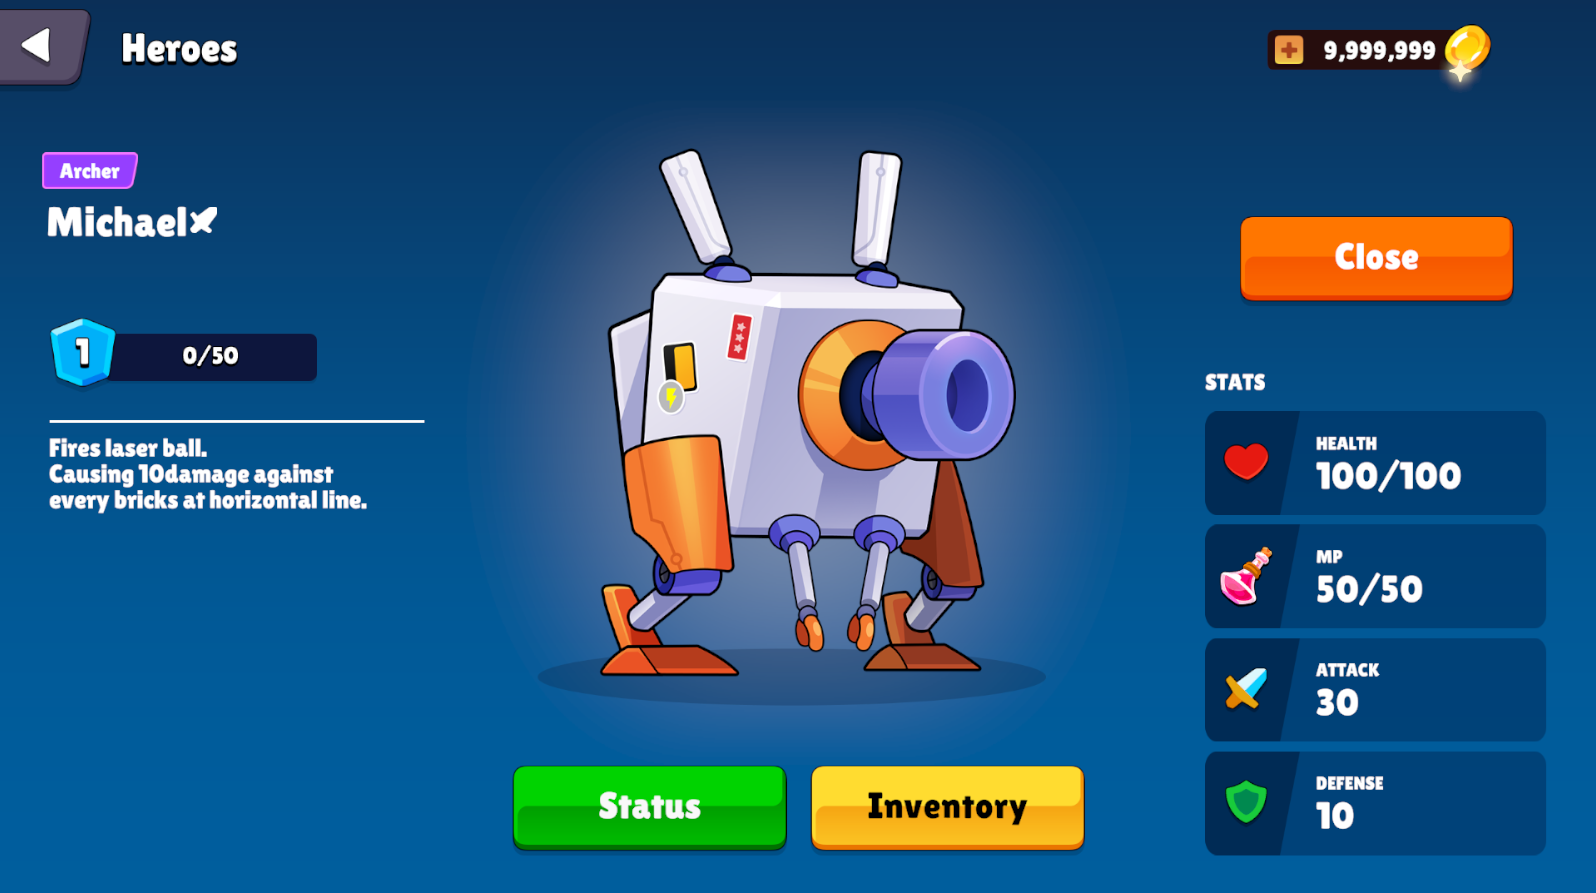 Heroes
9,999,999
Archer
Michael
1
0/50
Fires laser ball.
Causing 10damage against
every bricks at horizontal line.
Close
STATS
HEALTH
100/100
MP
50/50
ATTACK
30
DEFENSE
10
Status
Inventory